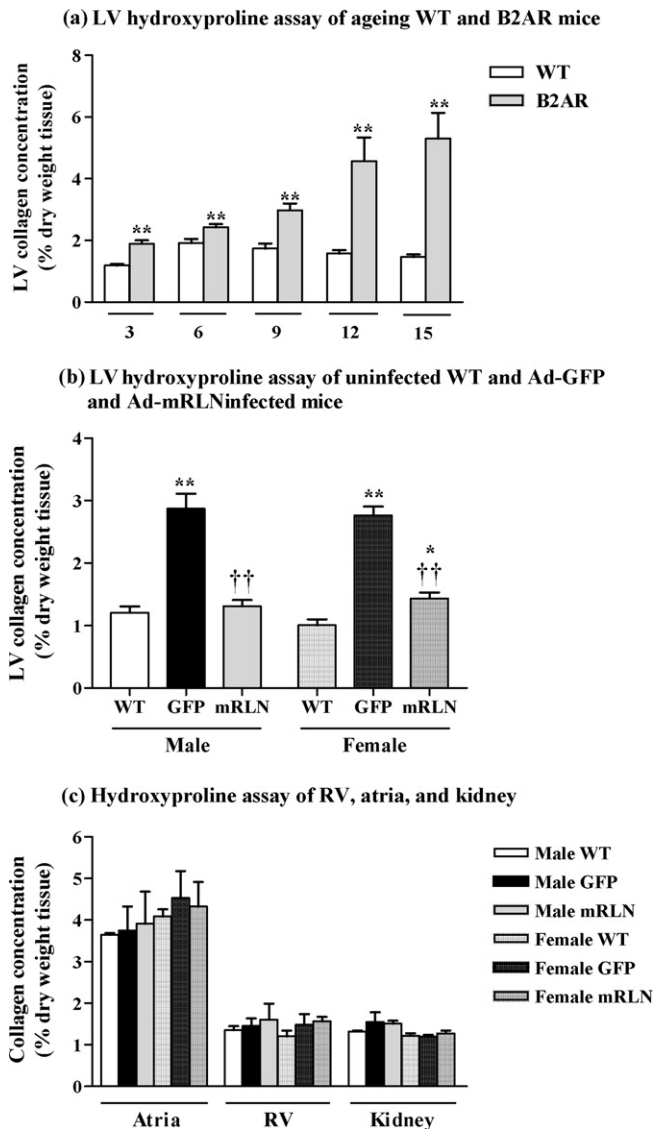 (a) LV hydroxyproline assay of ageing WT and B2AR mice
LV collagen concentration
(% dry weight tissue)
8
6
4
2
0
**
**
**
**
**
WT
B2AR
3
6
9
12
15
(b) LV hydroxyproline assay of uninfected WT and Ad-GFP
and Ad-mRLNinfected mice
LV collagen concentration
(% dry weight tissue)
4
3
2
1
0
**
††
**
*
††
WT
GFP
mRLN
WT
GFP
mRLN
Male
Female
(c) Hydroxyproline assay of RV, atria, and kidney
Collagen concentration
(% dry weight tissue)
6
5
4
3
2
1
0
Male WT
Male GFP
Male mRLN
Female WT
Female GFP
Female mRLN
Atria
RV
Kidney